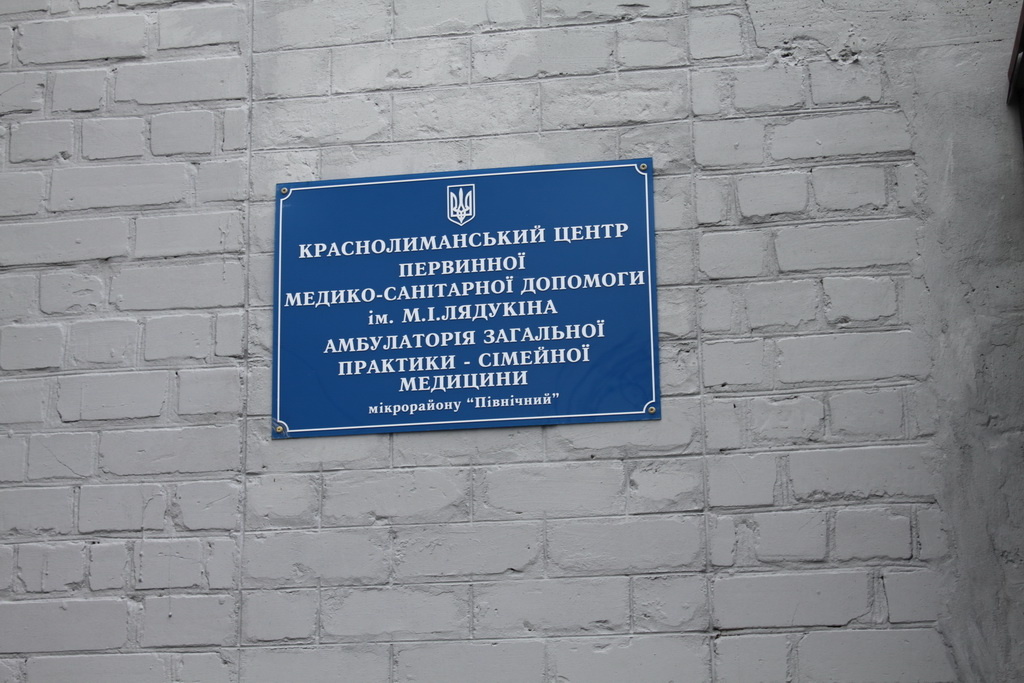 КРАСНОЛИМАНСЬКИЙ ЦЕНТР
ПЕРВИННОЇ
МЕДИКО-САНІТАРНОЇ ДОПОМОГИ
ім. М.І.ЛЯДУКІНА
АМБУЛАТОРІЯ ЗАГАЛЬНОЇ
ПРАКТИКИ - СІМЕЙНОЇ
МЕДИЦИНИ
мікрорайону “Північний”